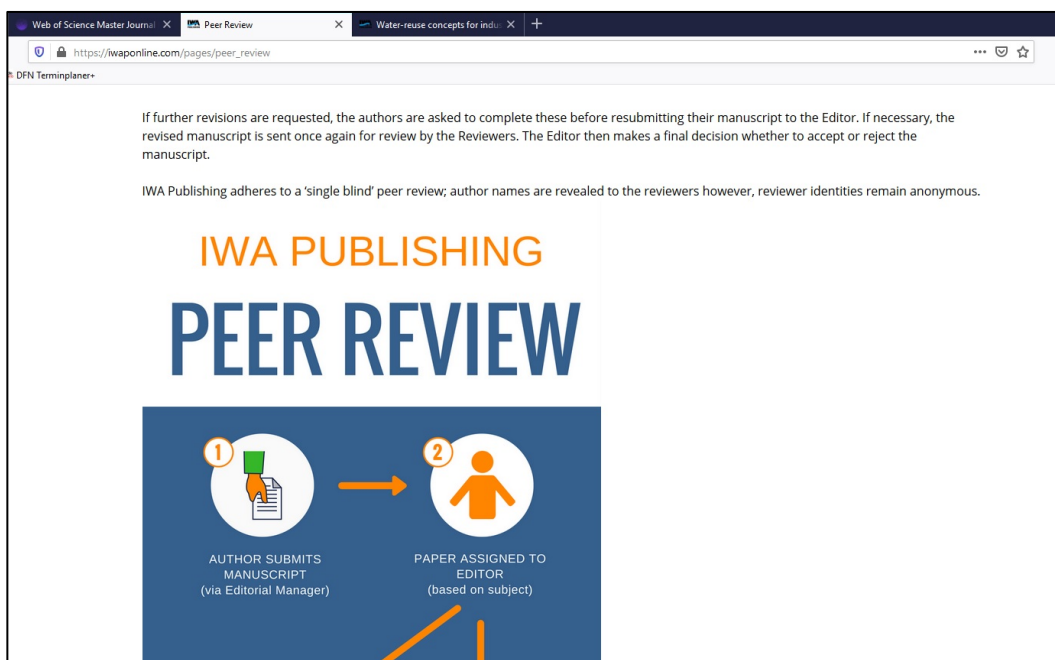 Web of Science Master Journal
Peer Review
Water-reuse concepts for indus
https://iwaponline.com/pages/peer_review
DFN Terminplaner+
If further revisions are requested, the authors are asked to complete these before resubmitting their manuscript to the Editor. If necessary, the
revised manuscript is sent once again for review by the Reviewers. The Editor then makes a final decision whether to accept or reject the
manuscript.
IWA Publishing adheres to a ‘single blind’ peer review; author names are revealed to the reviewers however, reviewer identities remain anonymous.
IWA PUBLISHING
PEER REVIEW
1
2
AUTHOR SUBMITS
MANUSCRIPT
(via Editorial Manager)
PAPER ASSIGNED TO
EDITOR
(based on subject)